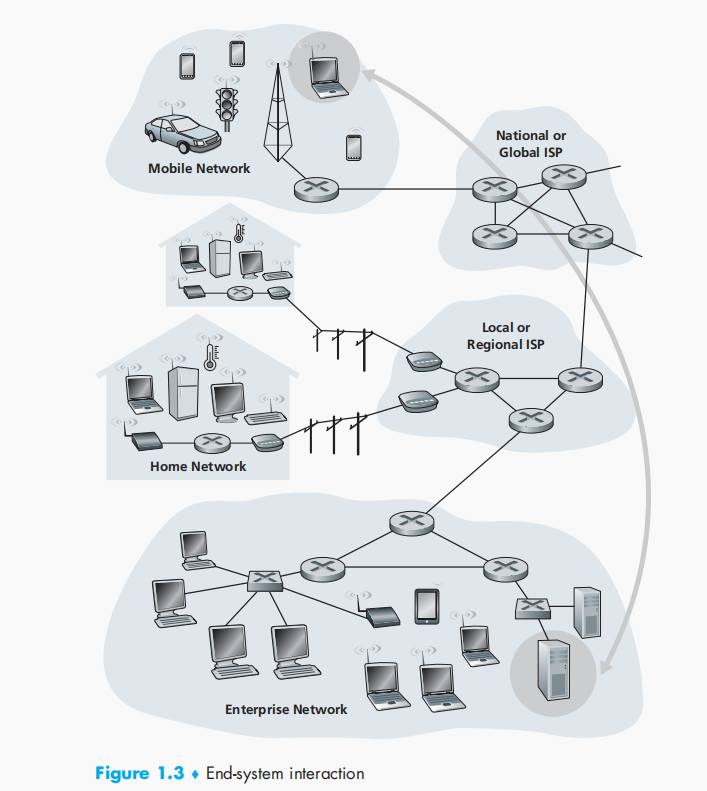 National or
Global ISP
Mobile Network
Local or
Regional ISP
Home Network
Enterprise Network
Figure 1.3 ♦ End-system interaction